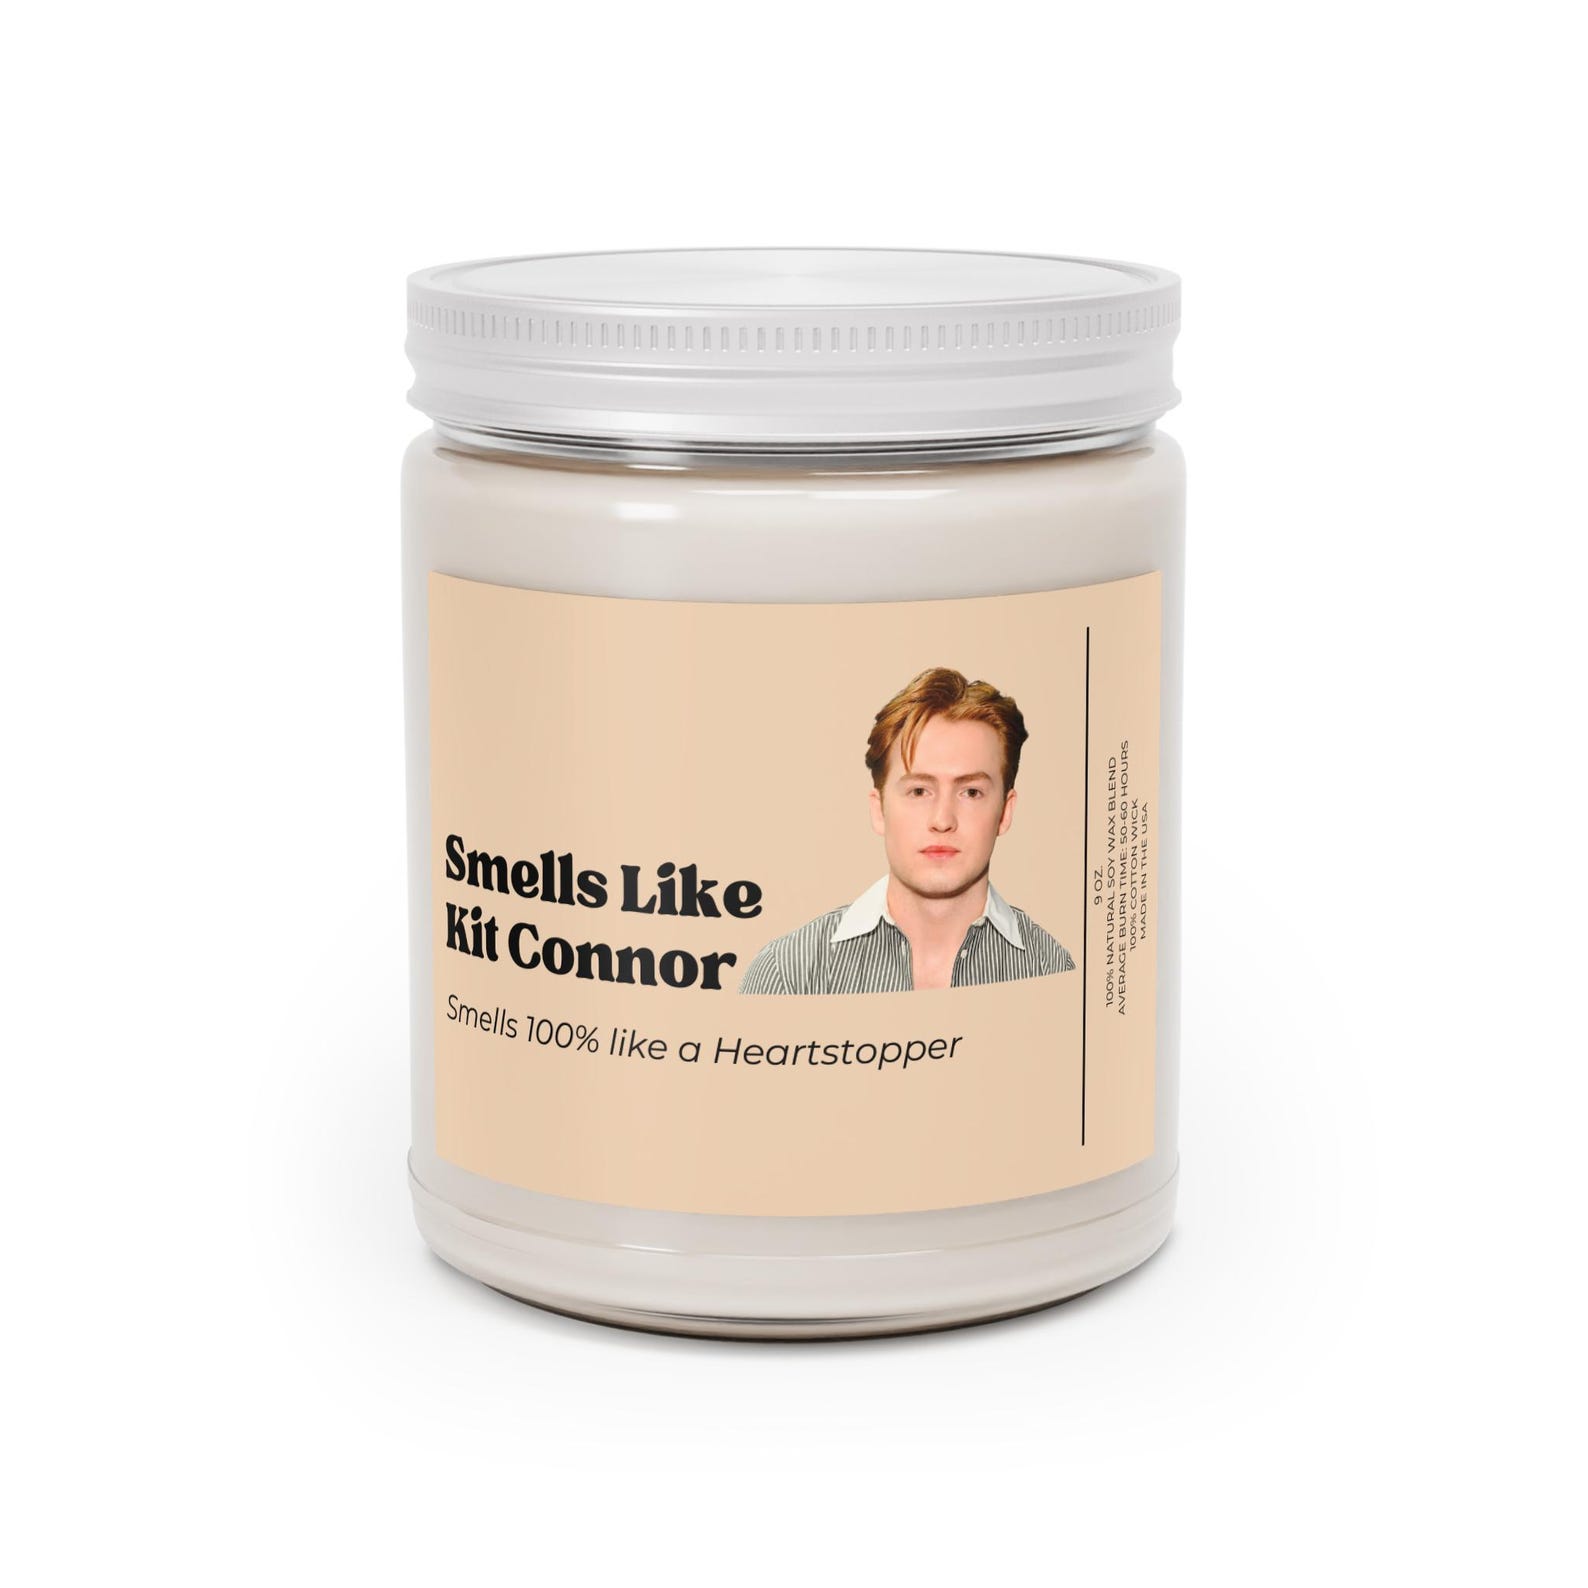 Smells Like
Kit Connor
Smells 100% like a Heartstopper
9 OZ.
100% NATURAL SOY WAX BLEND
AVERAGE BURN TIME: 50-60 HOURS
100% COTTON WICK
MADE IN THE USA